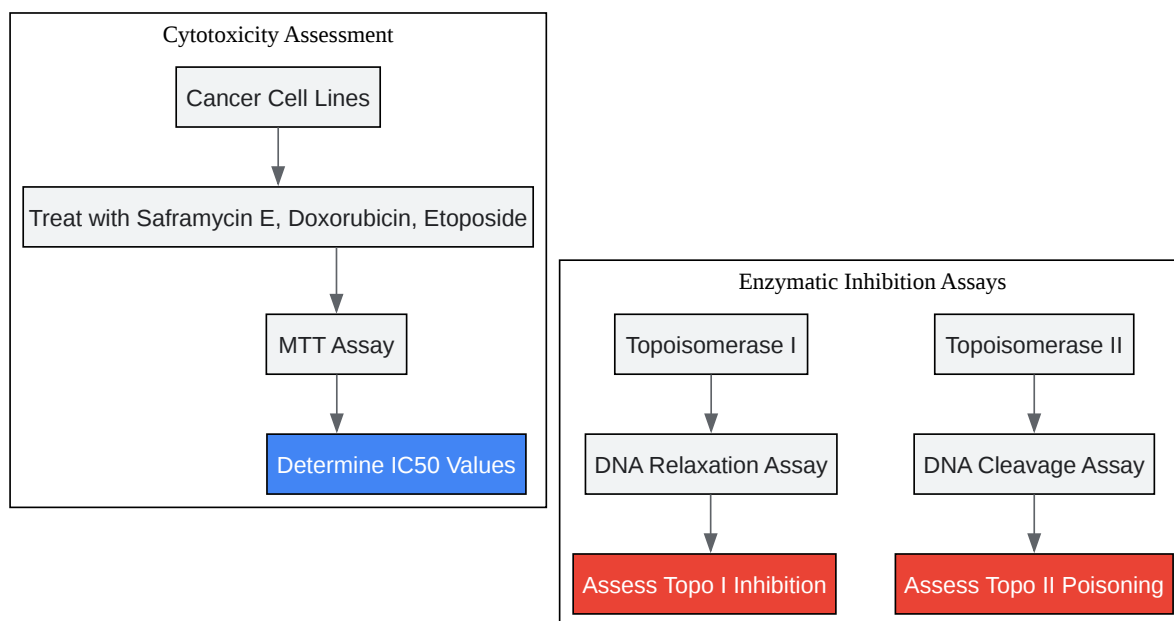 Cytotoxicity Assessment
Cancer Cell Lines
Treat with Saframycin E, Doxorubicin, Etoposide
MTT Assay
Determine IC50 Values
Enzymatic Inhibition Assays
Topoisomerase I
Topoisomerase II
DNA Relaxation Assay
DNA Cleavage Assay
Assess Topo I Inhibition
Assess Topo II Poisoning